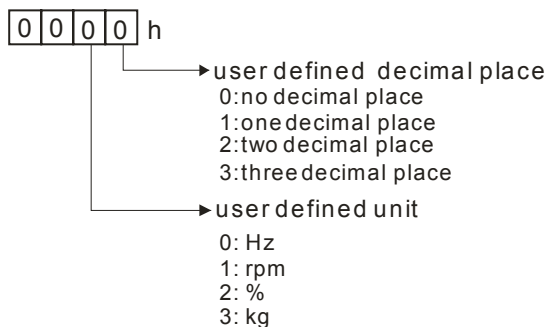 0 0 0 0 h
user defined decimal place
0:no decimal place
1:one decimal place
2:two decimal place
3:three decimal place
user defined unit
0: Hz
1: rpm
2: %
3: kg